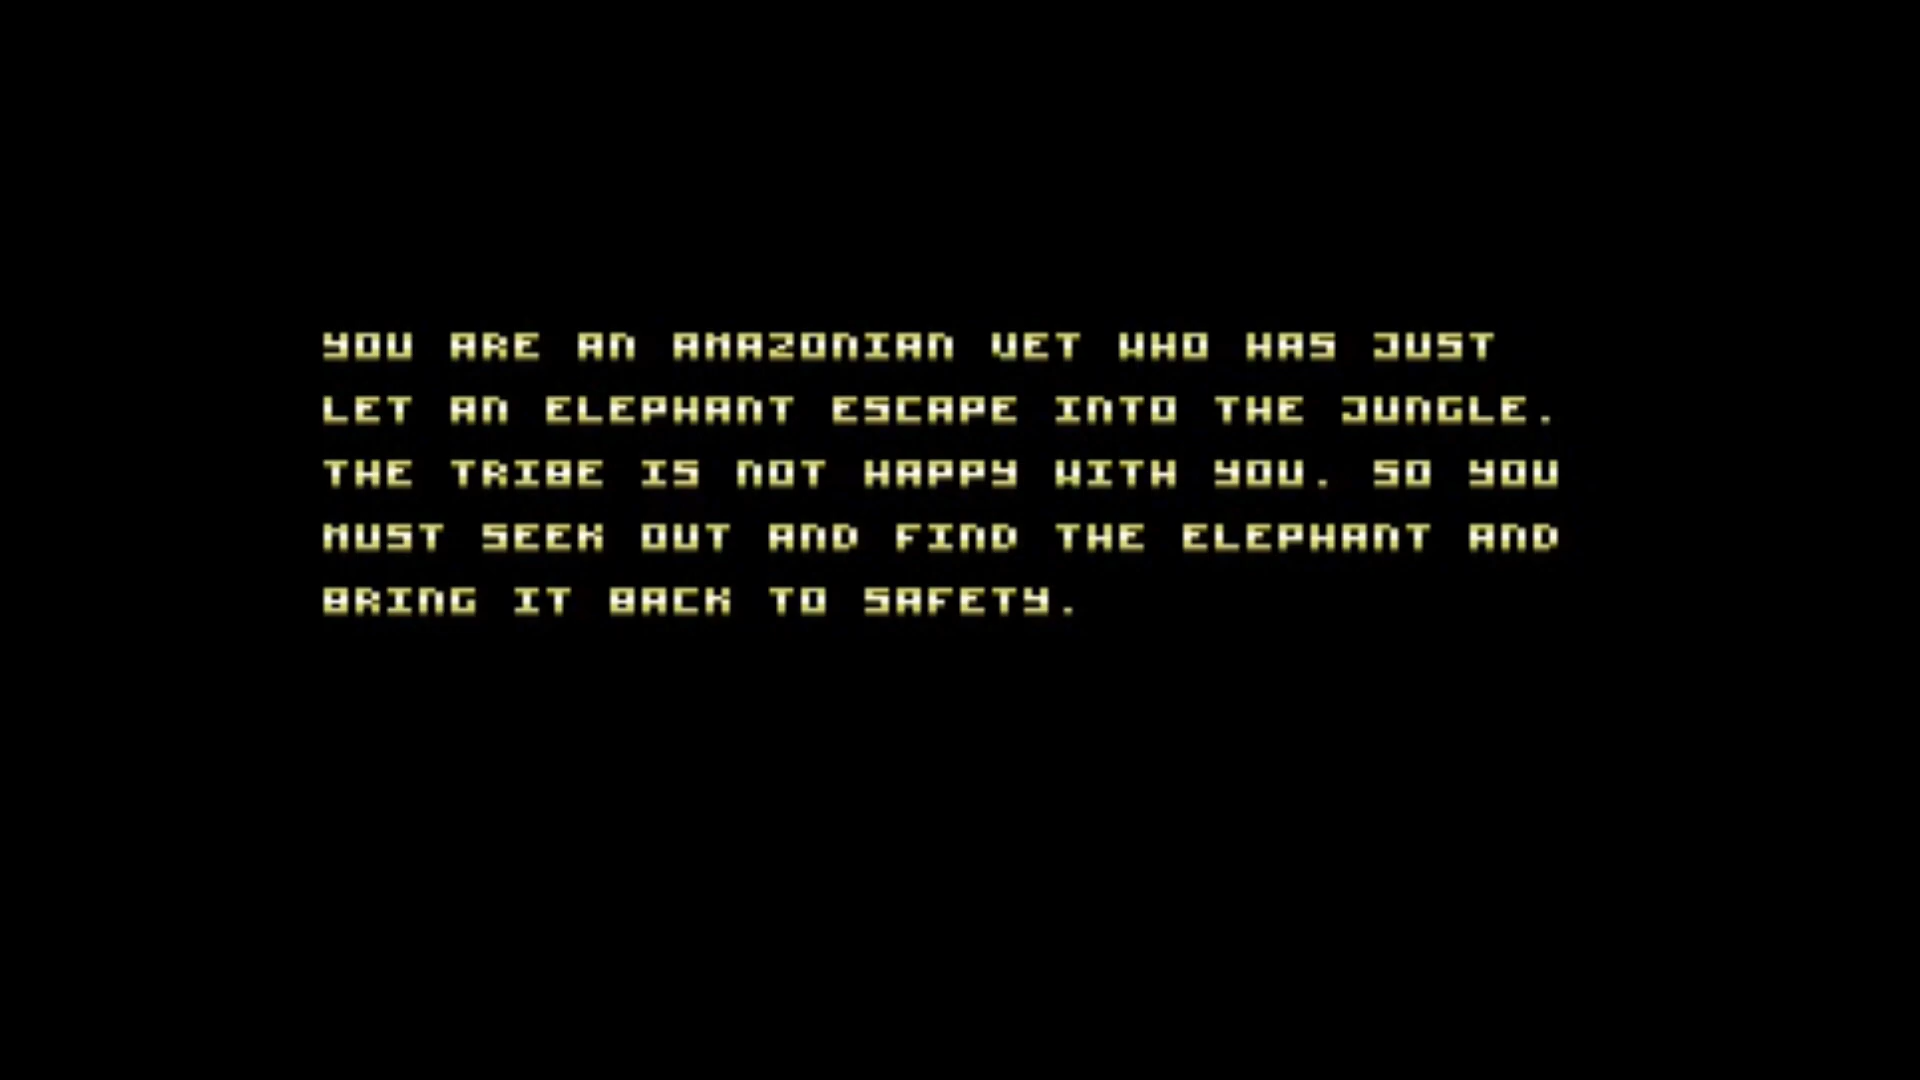 YOU ARE AN AMAZONIAN VET WHO HAS JUST
LET AN ELEPHANT ESCAPE INTO THE JUNGLE.
THE TRIBE IS NOT HAPPY WITH YOU. SO YOU
MUST SEEK OUT AND FIND THE ELEPHANT AND
BRING IT BACK TO SAFETY.